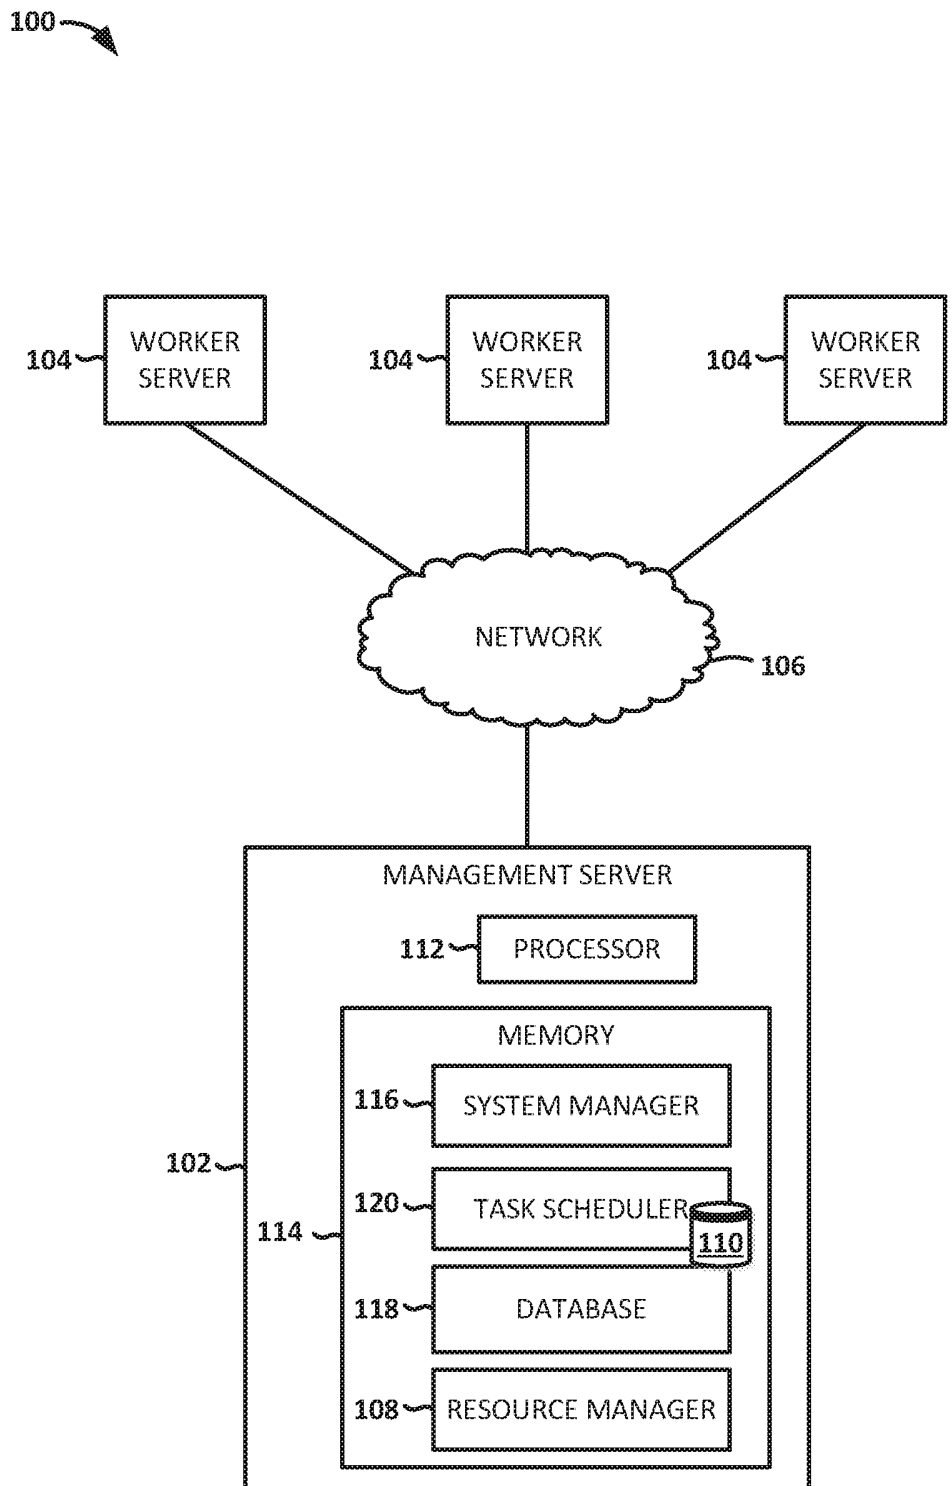 100
WORKER
SERVER
104
WORKER
SERVER
104
WORKER
SERVER
104
NETWORK
106
MANAGEMENT SERVER
112
PROCESSOR
MEMORY
116
SYSTEM MANAGER
102
120
TASK SCHEDULER
114
110
118
DATABASE
108
RESOURCE MANAGER